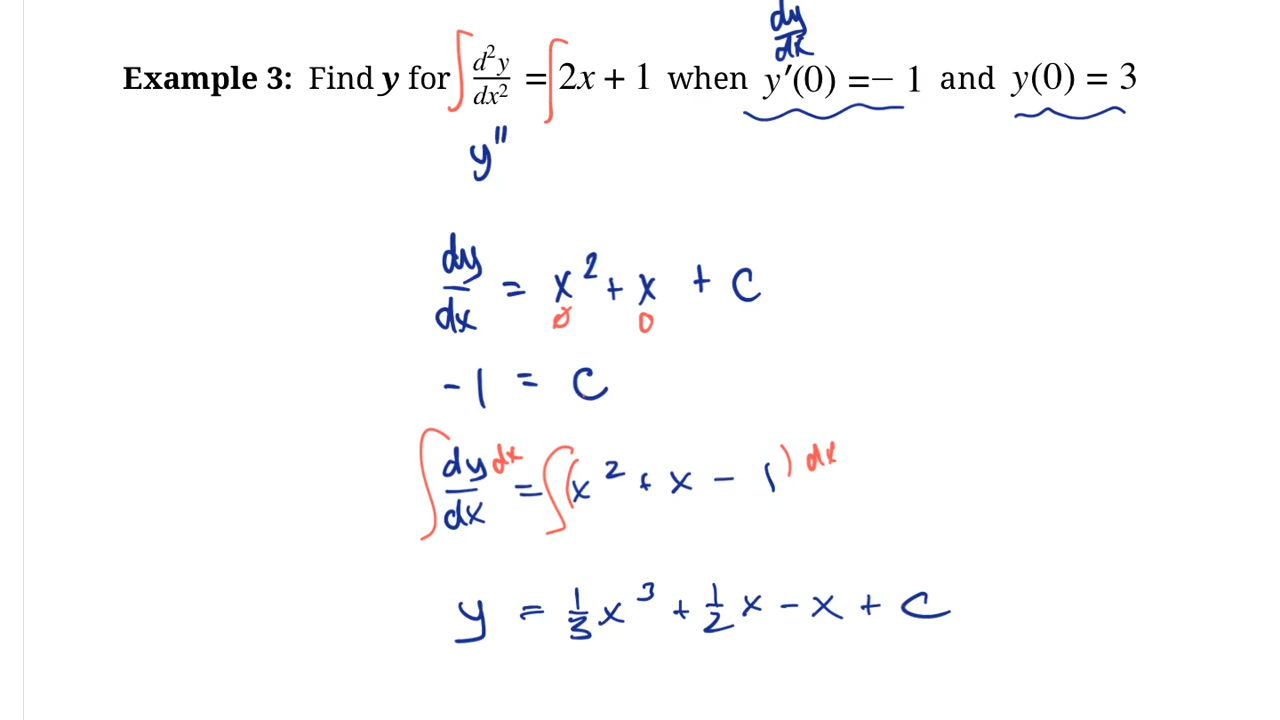 dy/dx
Example 3: Find y for ∫ d²y/dx² = ∫ 2x + 1 when y′(0) =− 1 and y(0) = 3
y″
dy/dx = x² + x + C
0 0
-1 = C
∫ dy/dx dx = ∫ (x² + x - 1) dx
y = 1/3 x³ + 1/2 x - x + C